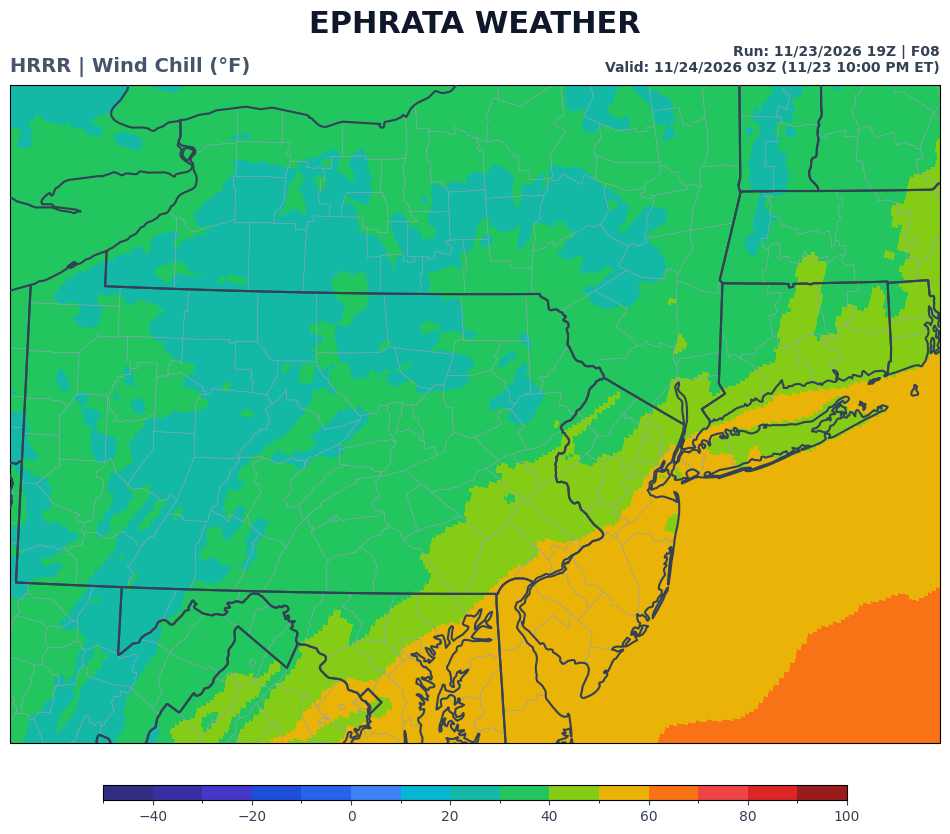 EPHRATA WEATHER
HRRR | Wind Chill (°F)
Run: 11/23/2026 19Z | F08
Valid: 11/24/2026 03Z (11/23 10:00 PM ET)
−40 −20 0 20 40 60 80 100